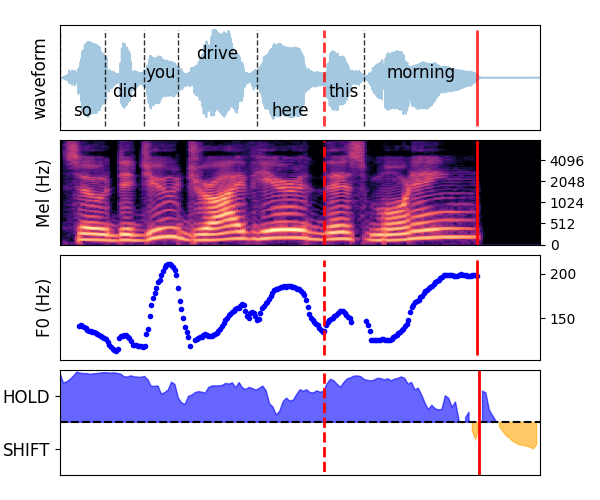 waveform
so
did
you
drive
here
this
morning
Mel (Hz)
4096
2048
1024
512
0
F0 (Hz)
200
150
HOLD
SHIFT